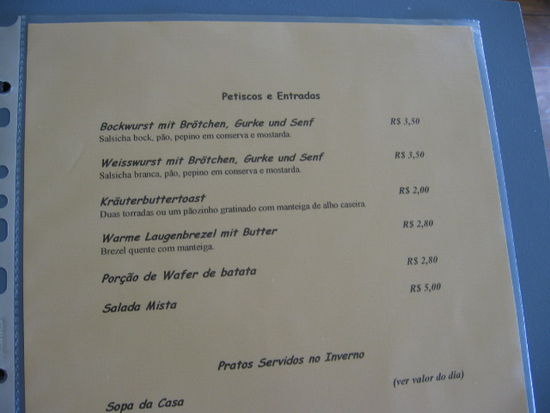 Petiscos e Entradas
Bockwurst mit Brötchen, Gurke und Senf R$ 3,50
Salsicha bock, pão, pepino em conserva e mostarda.
Weisswurst mit Brötchen, Gurke und Senf R$ 3,50
Salsicha branca, pão, pepino em conserva e mostarda.
Kräuterbuttertoast R$ 2,00
Duas torradas ou um pãozinho gratinado com manteiga de alho caseira
Warme Laugenbrezel mit Butter R$ 2,80
Brezel quente com manteiga.
Porção de Wafer de batata R$ 2,80
Salada Mista R$ 5,00
Pratos Servidos no Inverno
(ver valor do dia)
Sopa da Casa